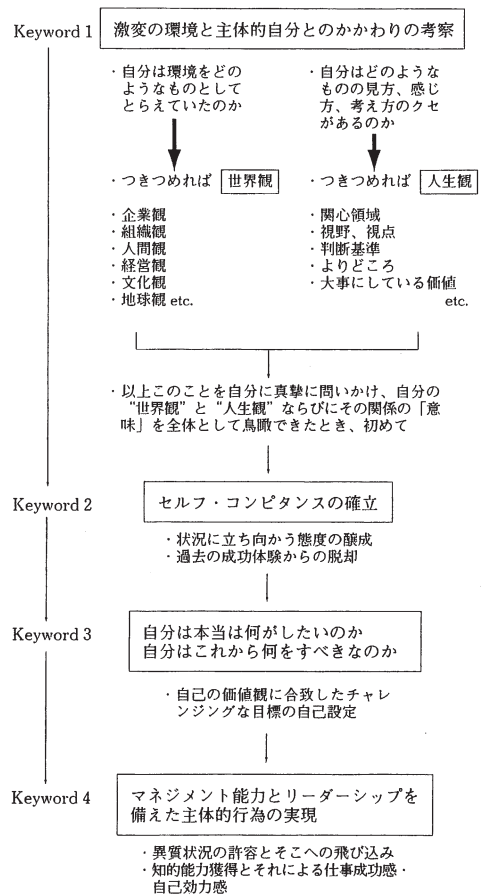 Keyword 1
激変の環境と主体的自分とのかかわりの考察
・自分は環境をどの
ようなものとして
とらえていたのか
・つきつめれば 世界観
・企業観
・組織観
・人間観
・経営観
・文化観
・地球観 etc.
・自分はどのような
ものの見方、感じ
方、考え方のクセ
があるのか
・つきつめれば 人生観
・関心領域
・視野、視点
・判断基準
・よりどころ
・大事にしている価値
etc.
・以上このことを自分に真摯に問いかけ、自分の
“世界観”と“人生観”ならびにその関係の「意
味」を全体として鳥瞰できたとき、初めて
Keyword 2
セルフ・コンピタンスの確立
・状況に立ち向かう態度の醸成
・過去の成功体験からの脱却
Keyword 3
自分は本当は何がしたいのか
自分はこれから何をすべきなのか
・自己の価値観に合致したチャレ
ンジングな目標の自己設定
Keyword 4
マネジメント能力とリーダーシップを
備えた主体的行為の実現
・異質状況の許容とそこへの飛び込み
・知的能力獲得とそれによる仕事成功感・
自己効力感